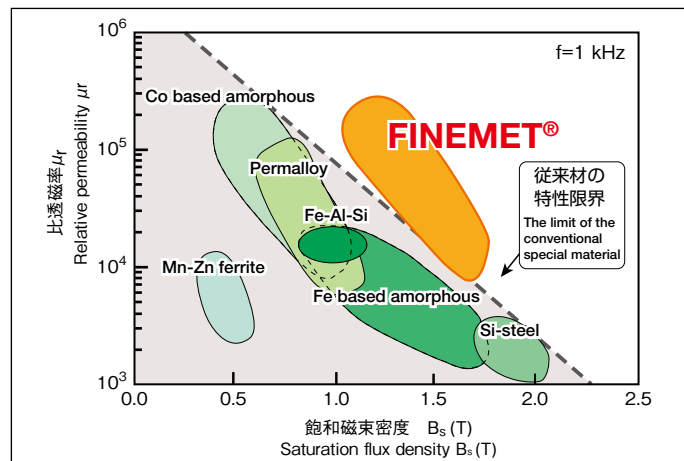 10⁶
f=1 kHz
Co based amorphous
10⁵
FINEMET®
Permalloy
従来材の
特性限界
The limit of the
conventional
special material
比透磁率μr
Relative permeability μr
Fe-Al-Si
Mn-Zn ferrite
10⁴
Fe based amorphous
Si-steel
10³
0.0 0.5 1.0 1.5 2.0 2.5
飽和磁束密度 Bs (T)
Saturation flux density Bs (T)